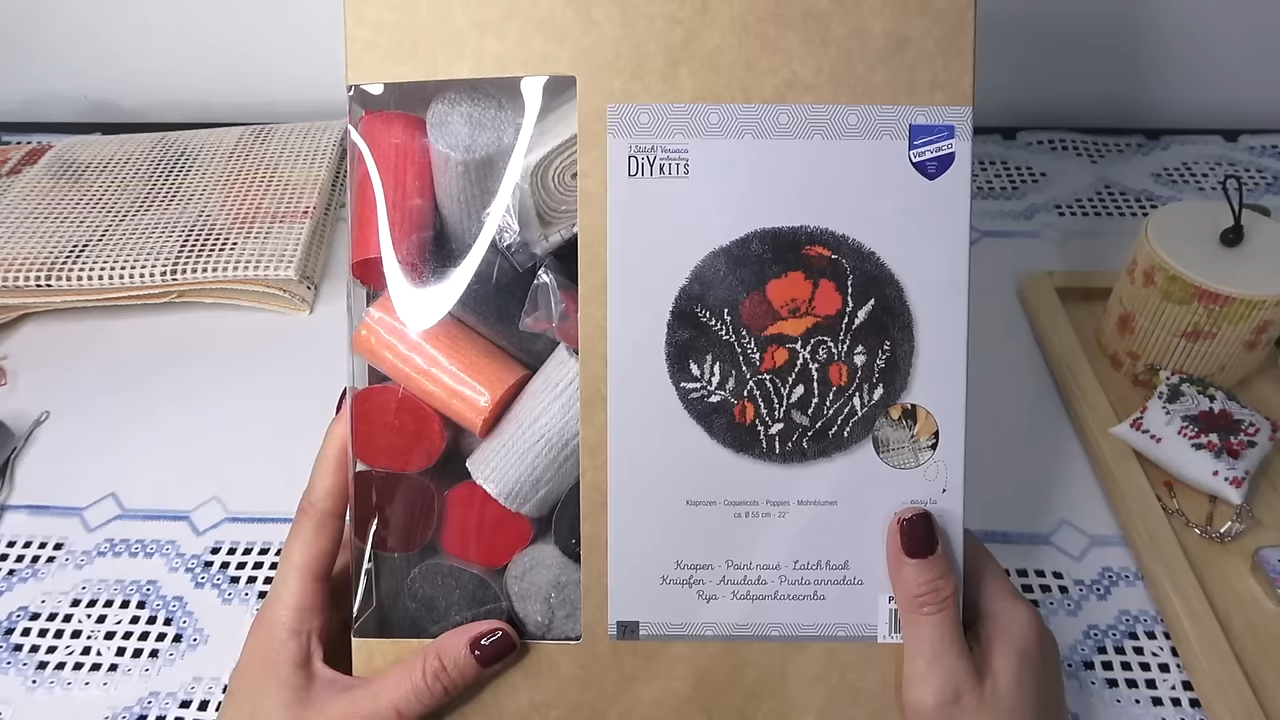 I Stitch! Vervaco
DiY embroidery
KITS
Vervaco
Klaprozen - Coquelicots - Poppies - Mohnblumen
ca. Ø 55 cm - 22"
... easy to
Knopen - Point noué - Latch hook
Knüpfen - Anudado - Punto annodato
Rya - Ковроткачество
7+